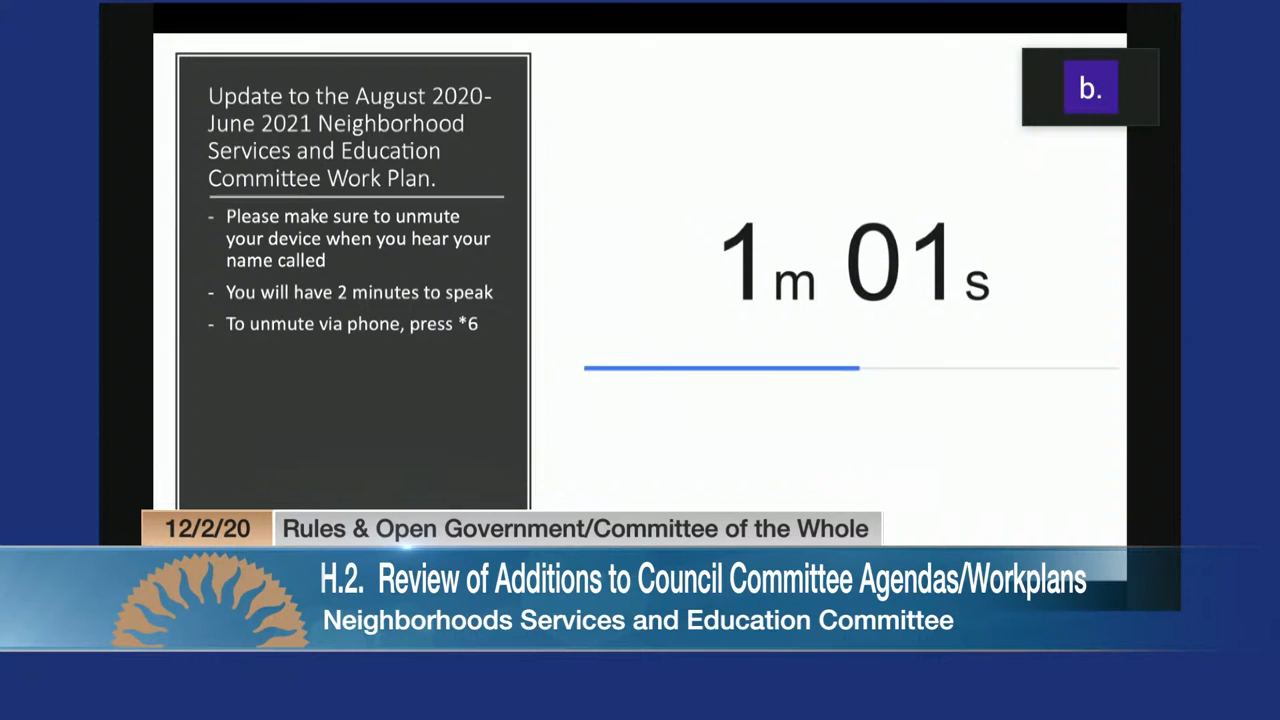 Update to the August 2020-
June 2021 Neighborhood
Services and Education
Committee Work Plan.
- Please make sure to unmute
your device when you hear your
name called
- You will have 2 minutes to speak
- To unmute via phone, press *6
b.
1m 01s
12/2/20
Rules & Open Government/Committee of the Whole
H.2. Review of Additions to Council Committee Agendas/Workplans
Neighborhoods Services and Education Committee